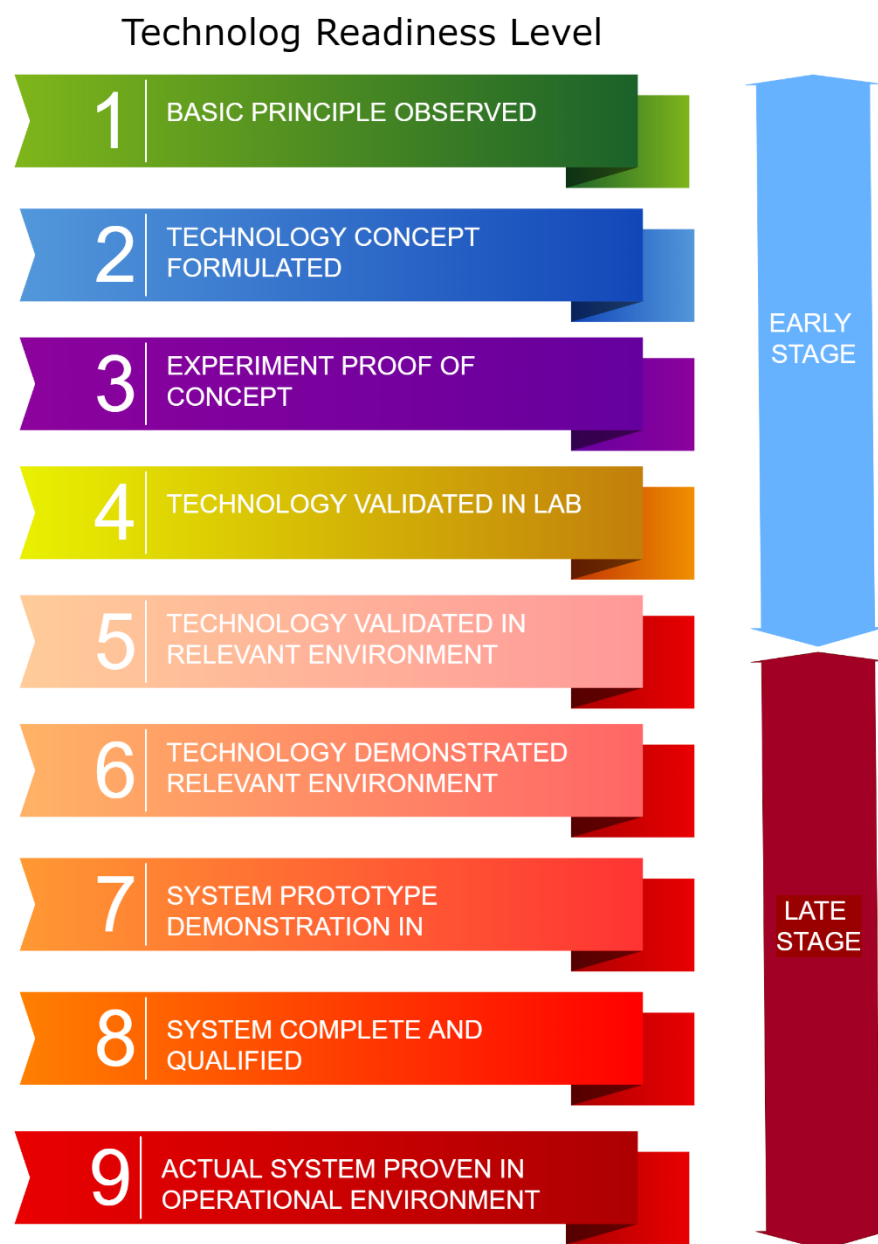 Technolog Readiness Level
1
BASIC PRINCIPLE OBSERVED
2
TECHNOLOGY CONCEPT
FORMULATED
3
EXPERIMENT PROOF OF
CONCEPT
4
TECHNOLOGY VALIDATED IN LAB
5
TECHNOLOGY VALIDATED IN
RELEVANT ENVIRONMENT
6
TECHNOLOGY DEMONSTRATED
RELEVANT ENVIRONMENT
7
SYSTEM PROTOTYPE
DEMONSTRATION IN
8
SYSTEM COMPLETE AND
QUALIFIED
9
ACTUAL SYSTEM PROVEN IN
OPERATIONAL ENVIRONMENT
EARLY
STAGE
LATE
STAGE